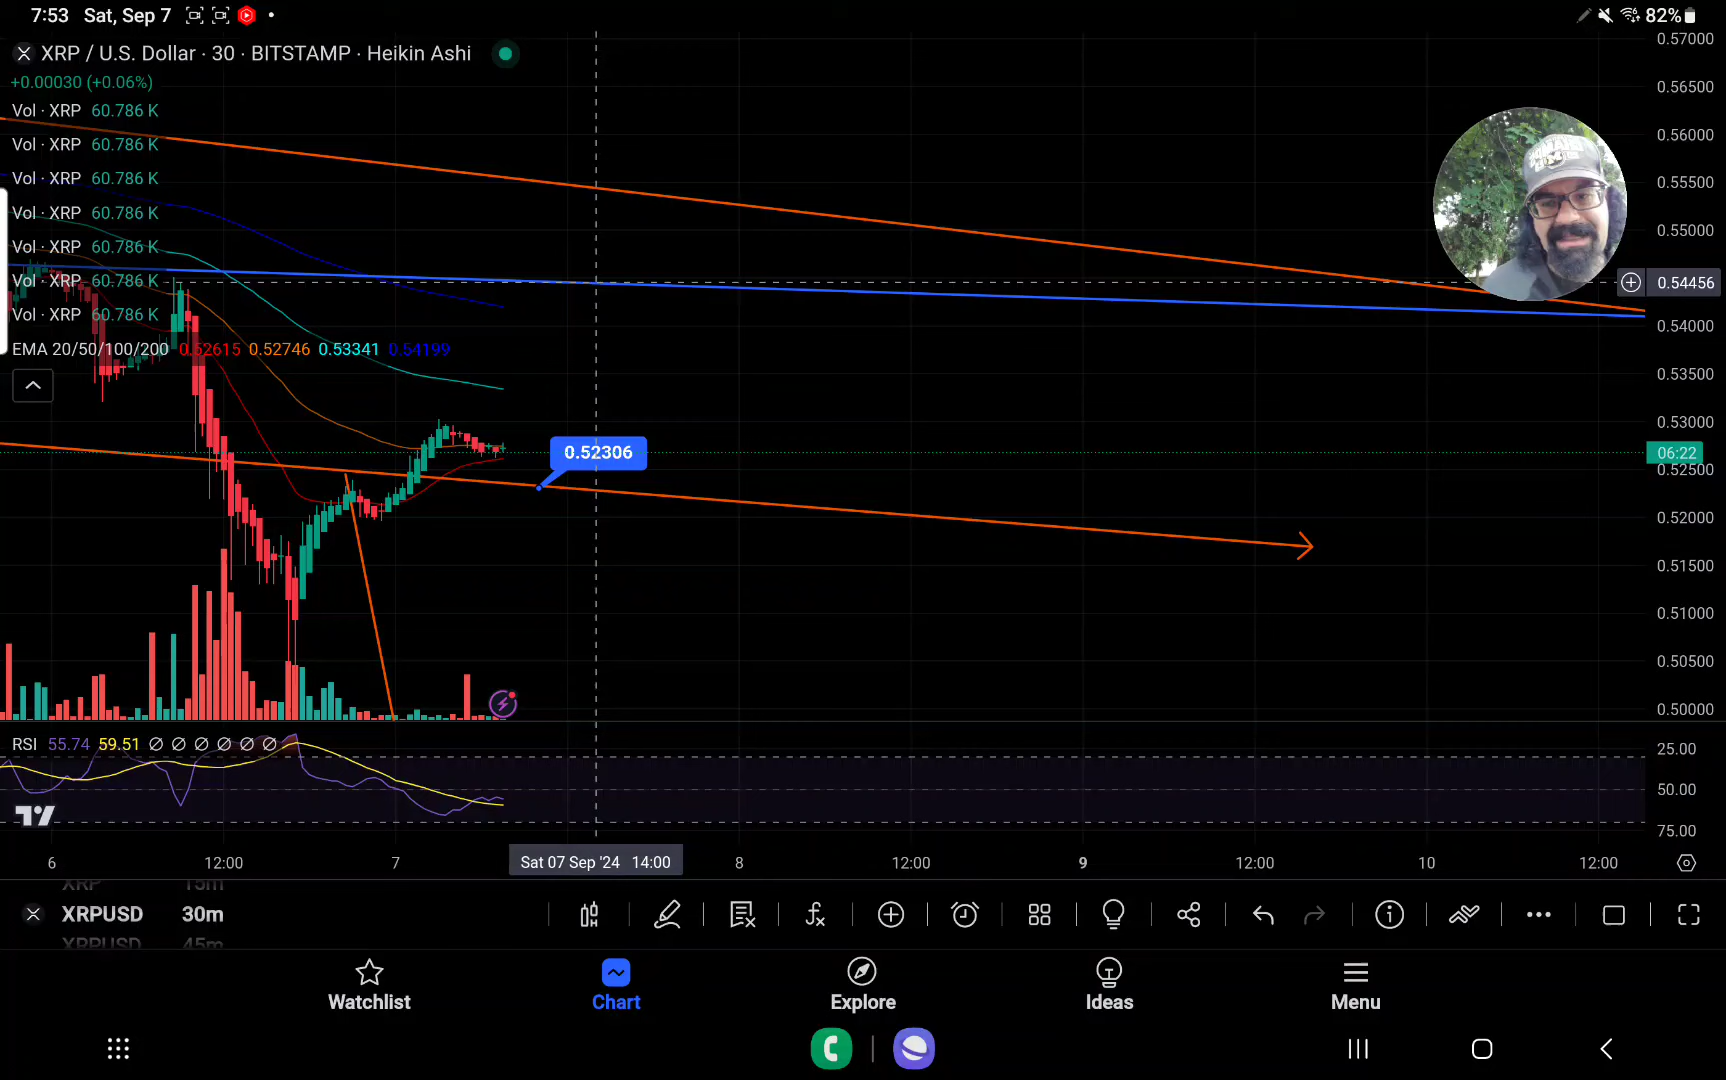 7:53 Sat, Sep 7
82%
XRP / U.S. Dollar · 30 · BITSTAMP · Heikin Ashi
+0.00030 (+0.06%)
Vol · XRP 60.786 K
Vol · XRP 60.786 K
Vol · XRP 60.786 K
Vol · XRP 60.786 K
Vol · XRP 60.786 K
Vol · XRP 60.786 K
Vol · XRP 60.786 K
EMA 20/50/100/200 0.52615 0.52746 0.53341 0.54199
0.52306
0.57000
0.56500
0.56000
0.55500
0.55000
0.54456
0.54000
0.53500
0.53000
06:22
0.52500
0.52000
0.51500
0.51000
0.50500
0.50000
RSI 55.74 59.51 ∅ ∅ ∅ ∅ ∅ ∅
25.00
50.00
75.00
6 12:00 7 Sat 07 Sep '24 14:00 8 12:00 9 12:00 10 12:00
XRP 15m
XRPUSD 30m
XRPUSD 45m
Watchlist Chart Explore Ideas Menu